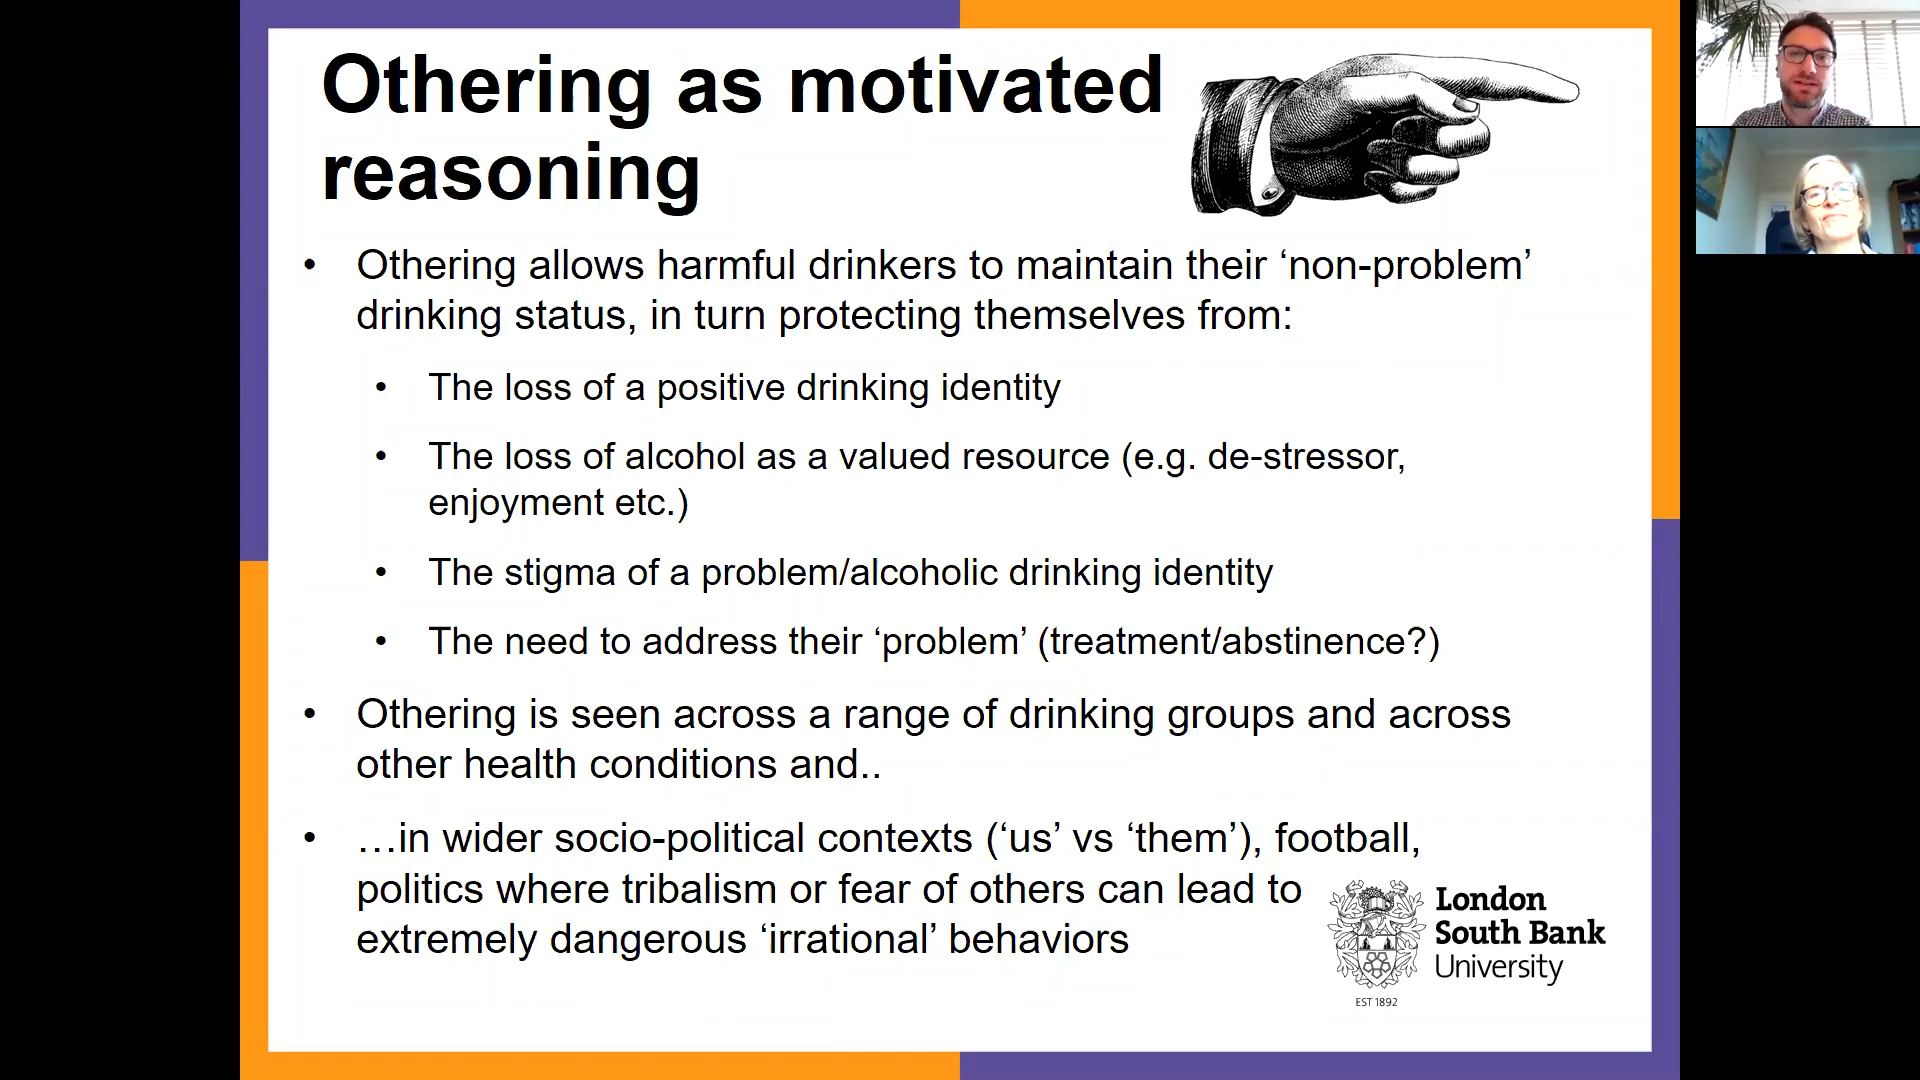 Othering as motivated
reasoning
• Othering allows harmful drinkers to maintain their ‘non-problem’
drinking status, in turn protecting themselves from:
• The loss of a positive drinking identity
• The loss of alcohol as a valued resource (e.g. de-stressor,
enjoyment etc.)
• The stigma of a problem/alcoholic drinking identity
• The need to address their ‘problem’ (treatment/abstinence?)
• Othering is seen across a range of drinking groups and across
other health conditions and..
• …in wider socio-political contexts (‘us’ vs ‘them’), football,
politics where tribalism or fear of others can lead to
extremely dangerous ‘irrational’ behaviors
London
South Bank
University
EST 1892